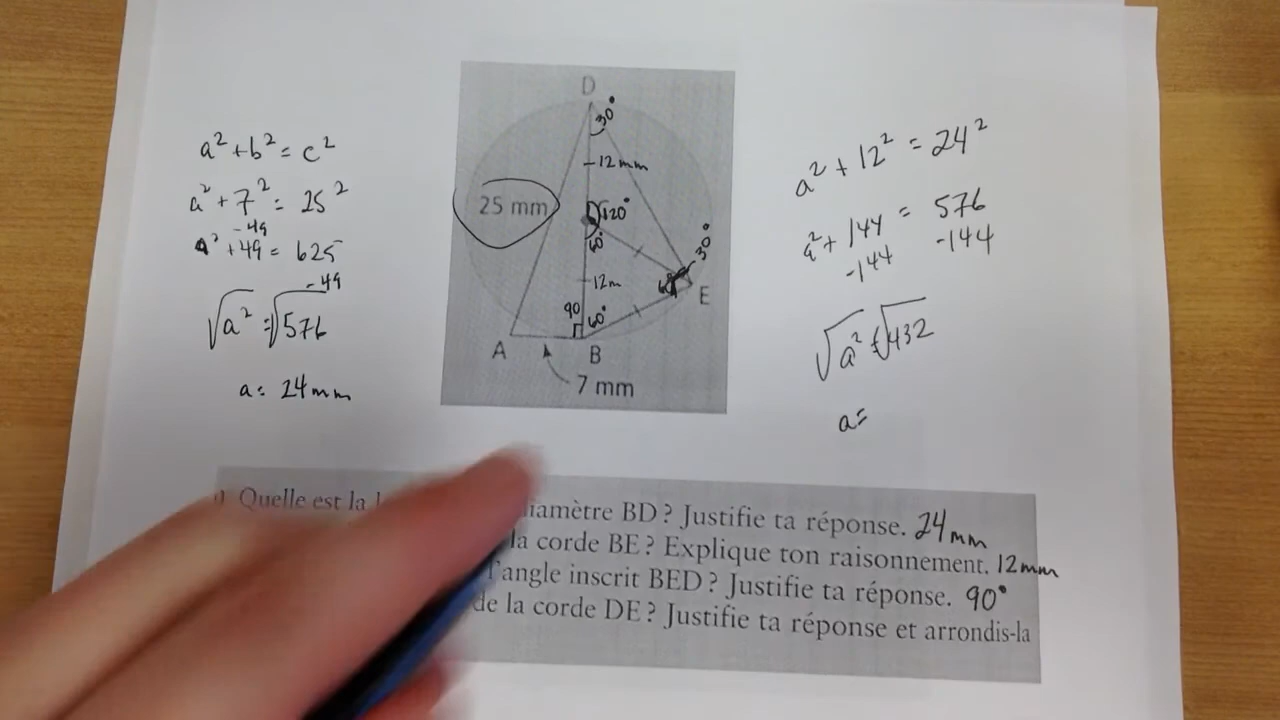 a² + b² = c²
a² + 7² = 25²
-49
a² + 49 = 625
-49
√a² = √576
a = 24mm
D
30°
12mm
25 mm
120°
60°
30°
12m
E
90
60°
A
B
7 mm
a² + 12² = 24²
a² + 144 = 576
-144 -144
√a² = √432
a=
Quelle est la
diamètre BD ? Justifie ta réponse. 24mm
la corde BE ? Explique ton raisonnement. 12mm
l'angle inscrit BED ? Justifie ta réponse. 90°
de la corde DE ? Justifie ta réponse et arrondis-la